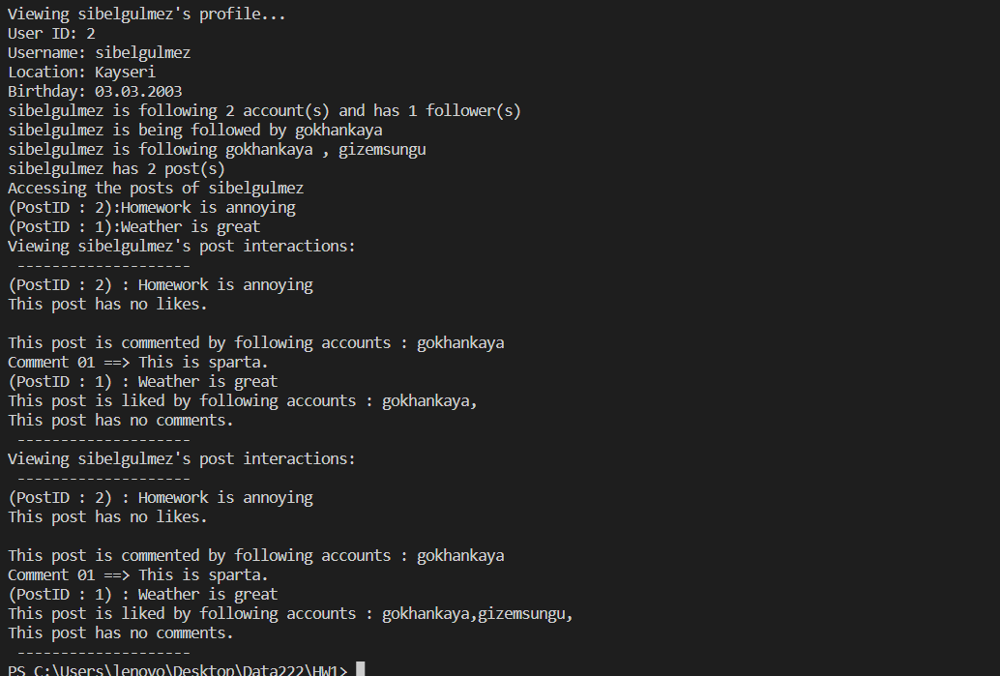 Viewing sibelgulmez's profile...
User ID: 2
Username: sibelgulmez
Location: Kayseri
Birthday: 03.03.2003
sibelgulmez is following 2 account(s) and has 1 follower(s)
sibelgulmez is being followed by gokhankaya
sibelgulmez is following gokhankaya , gizemsungu
sibelgulmez has 2 post(s)
Accessing the posts of sibelgulmez
(PostID : 2):Homework is annoying
(PostID : 1):Weather is great
Viewing sibelgulmez's post interactions:
 --------------------
(PostID : 2) : Homework is annoying
This post has no likes.

This post is commented by following accounts : gokhankaya
Comment 01 ==> This is sparta.
(PostID : 1) : Weather is great
This post is liked by following accounts : gokhankaya,
This post has no comments.
 --------------------
Viewing sibelgulmez's post interactions:
 --------------------
(PostID : 2) : Homework is annoying
This post has no likes.

This post is commented by following accounts : gokhankaya
Comment 01 ==> This is sparta.
(PostID : 1) : Weather is great
This post is liked by following accounts : gokhankaya,gizemsungu,
This post has no comments.
 --------------------
PS C:\Users\lenovo\Desktop\Data222\HW1>